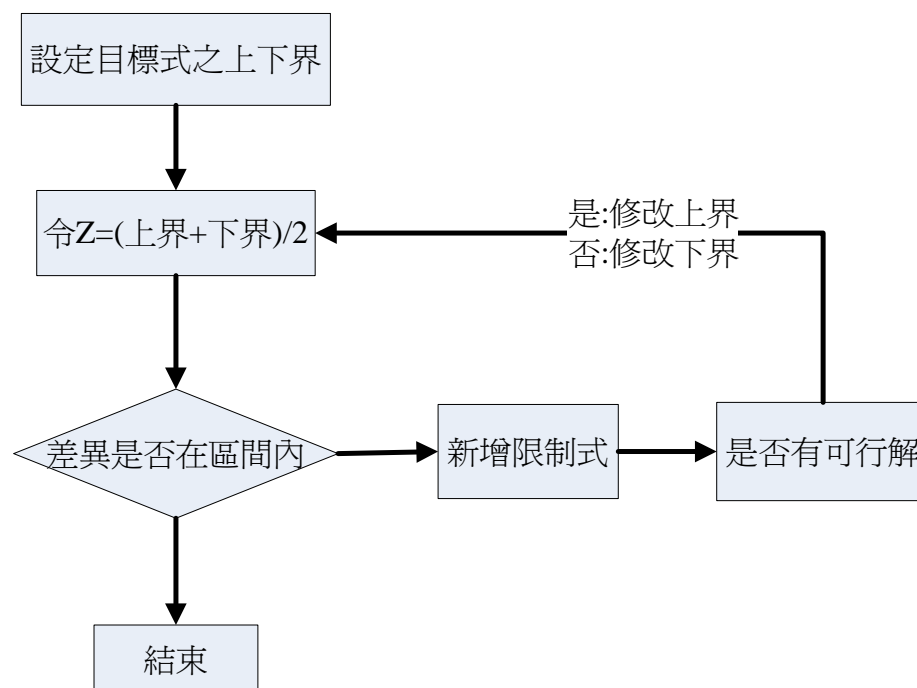 設定目標式之上下界
令Z=(上界+下界)/2
是:修改上界
否:修改下界
差異是否在區間內
新增限制式
是否有可行解
結束